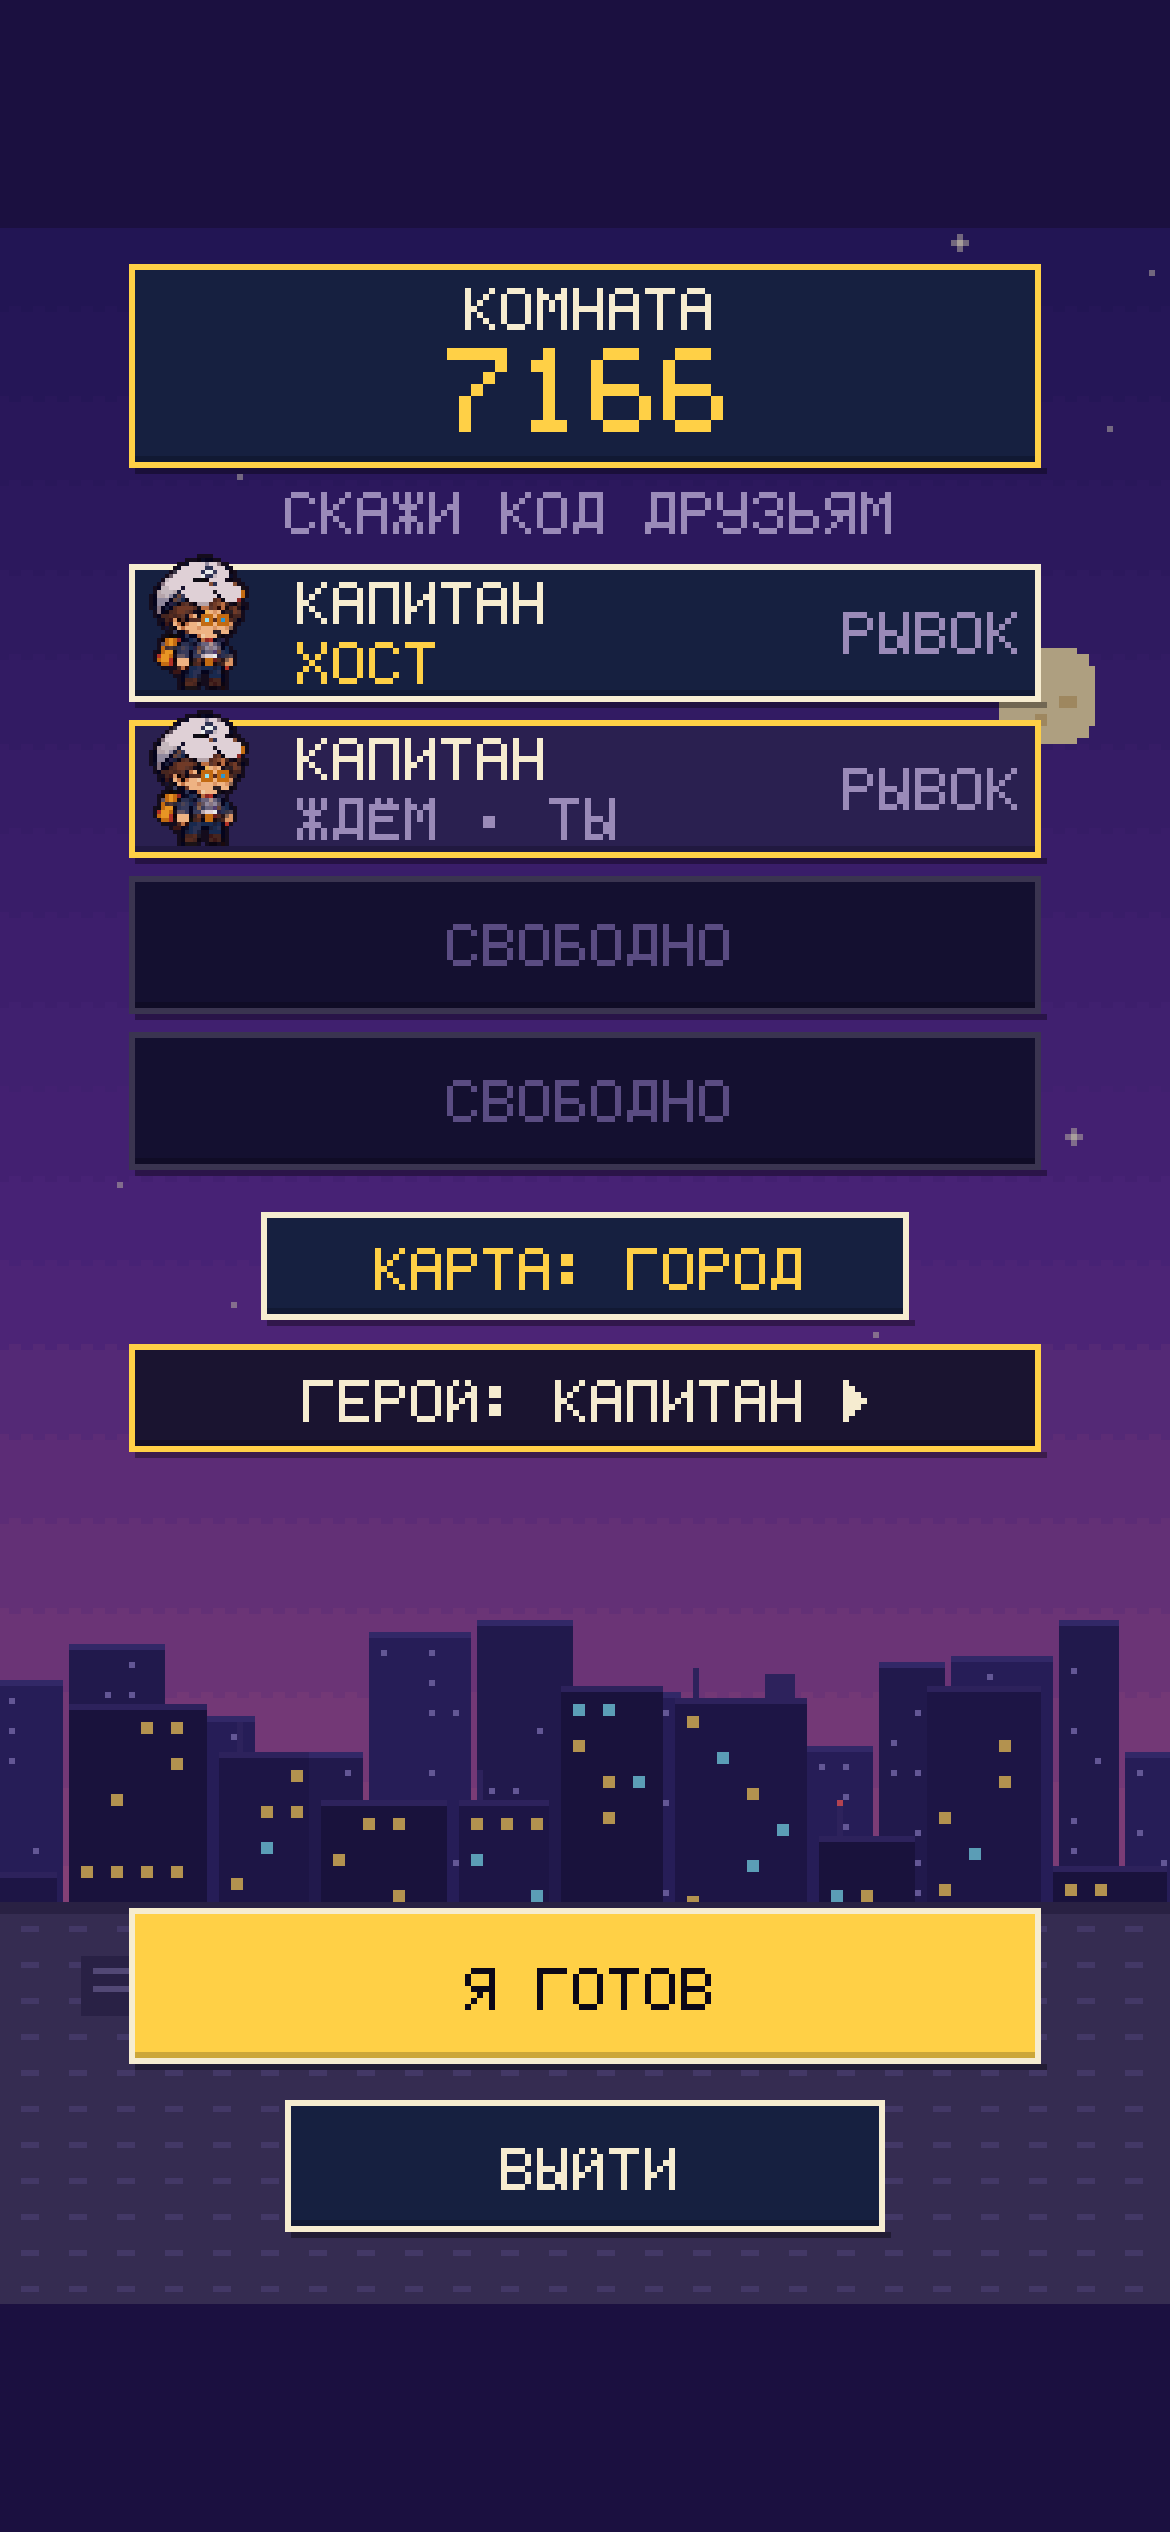 КОМНАТА
7166
СКАЖИ КОД ДРУЗЬЯМ
КАПИТАН
ХОСТ
РЫВОК
КАПИТАН
ЖДЁМ · ТЫ
РЫВОК
СВОБОДНО
СВОБОДНО
КАРТА: ГОРОД
ГЕРОЙ: КАПИТАН ▶
Я ГОТОВ
ВЫЙТИ